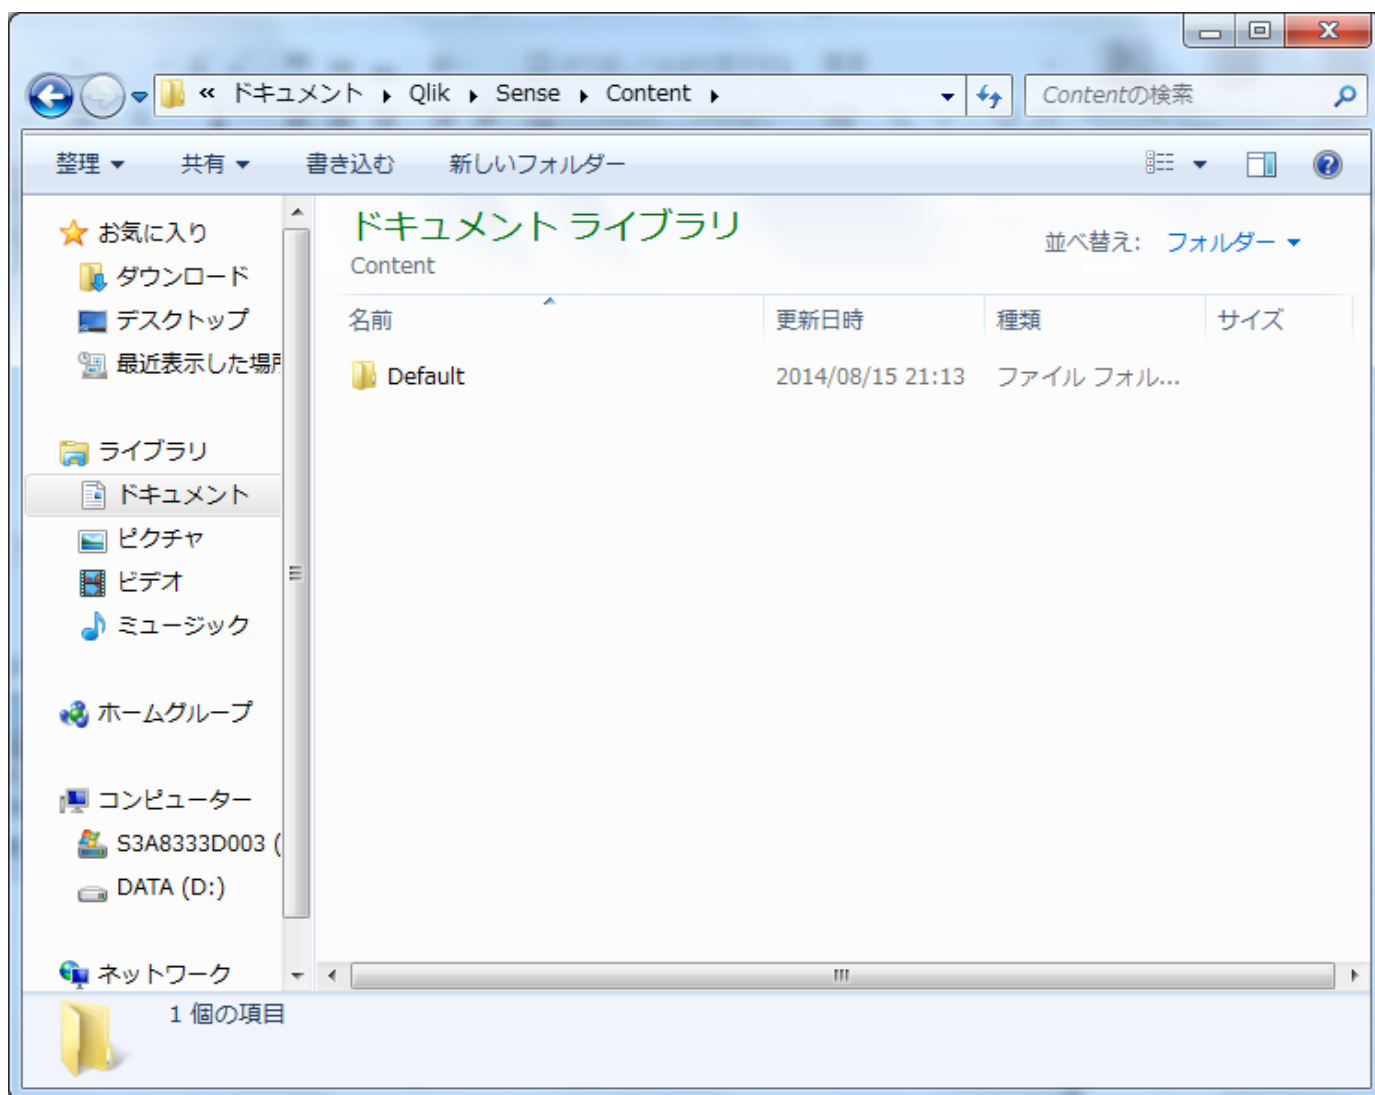 « ドキュメント ▸ Qlik ▸ Sense ▸ Content ▸
Contentの検索
整理 ▾ 共有 ▾ 書き込む 新しいフォルダー
お気に入り
ダウンロード
デスクトップ
最近表示した場所
ライブラリ
ドキュメント
ピクチャ
ビデオ
ミュージック
ホームグループ
コンピューター
S3A8333D003 (
DATA (D:)
ネットワーク
ドキュメント ライブラリ
Content
並べ替え: フォルダー ▾
名前 更新日時 種類 サイズ
Default 2014/08/15 21:13 ファイル フォル...
1 個の項目